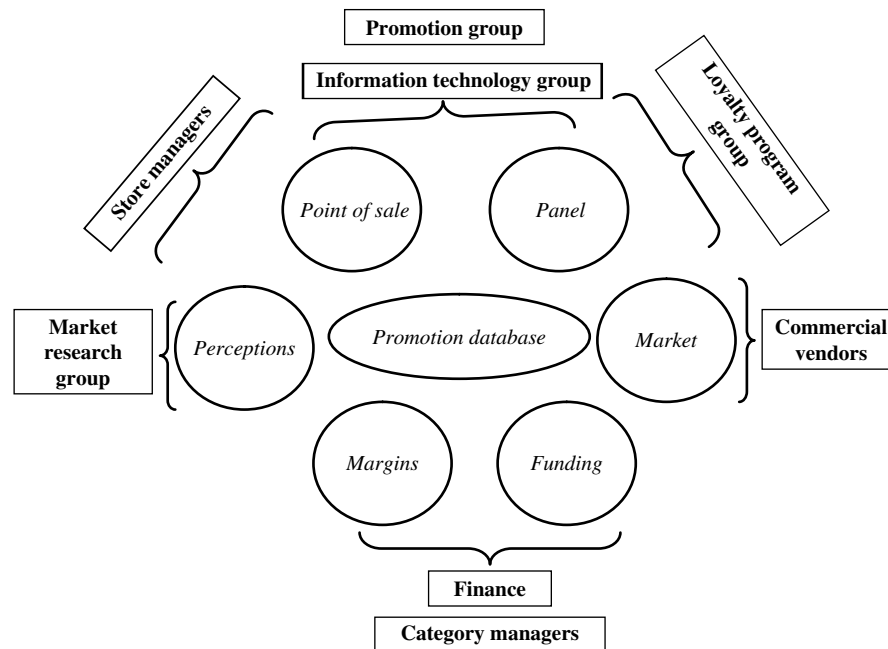 Promotion group
Information technology group
Store managers
Loyalty program
group
Point of sale
Panel
Market
research
group
Perceptions
Promotion database
Market
Commercial
vendors
Margins
Funding
Finance
Category managers